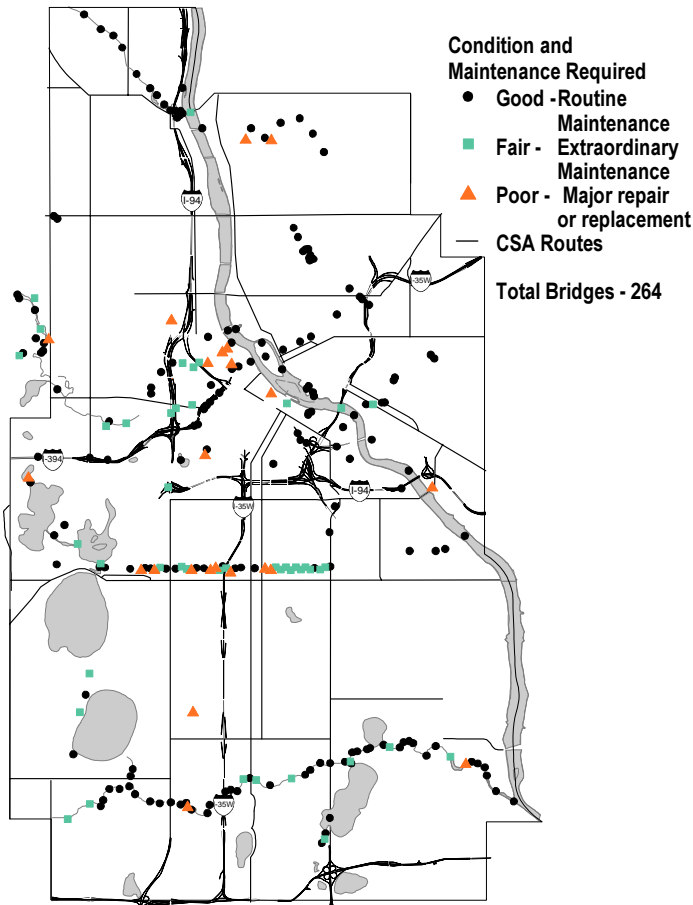 Condition and
Maintenance Required
Good - Routine
Maintenance
Fair - Extraordinary
Maintenance
Poor - Major repair
or replacement
CSA Routes
Total Bridges - 264
I-94
I-35W
I-394
I-94
I-35W
I-35W